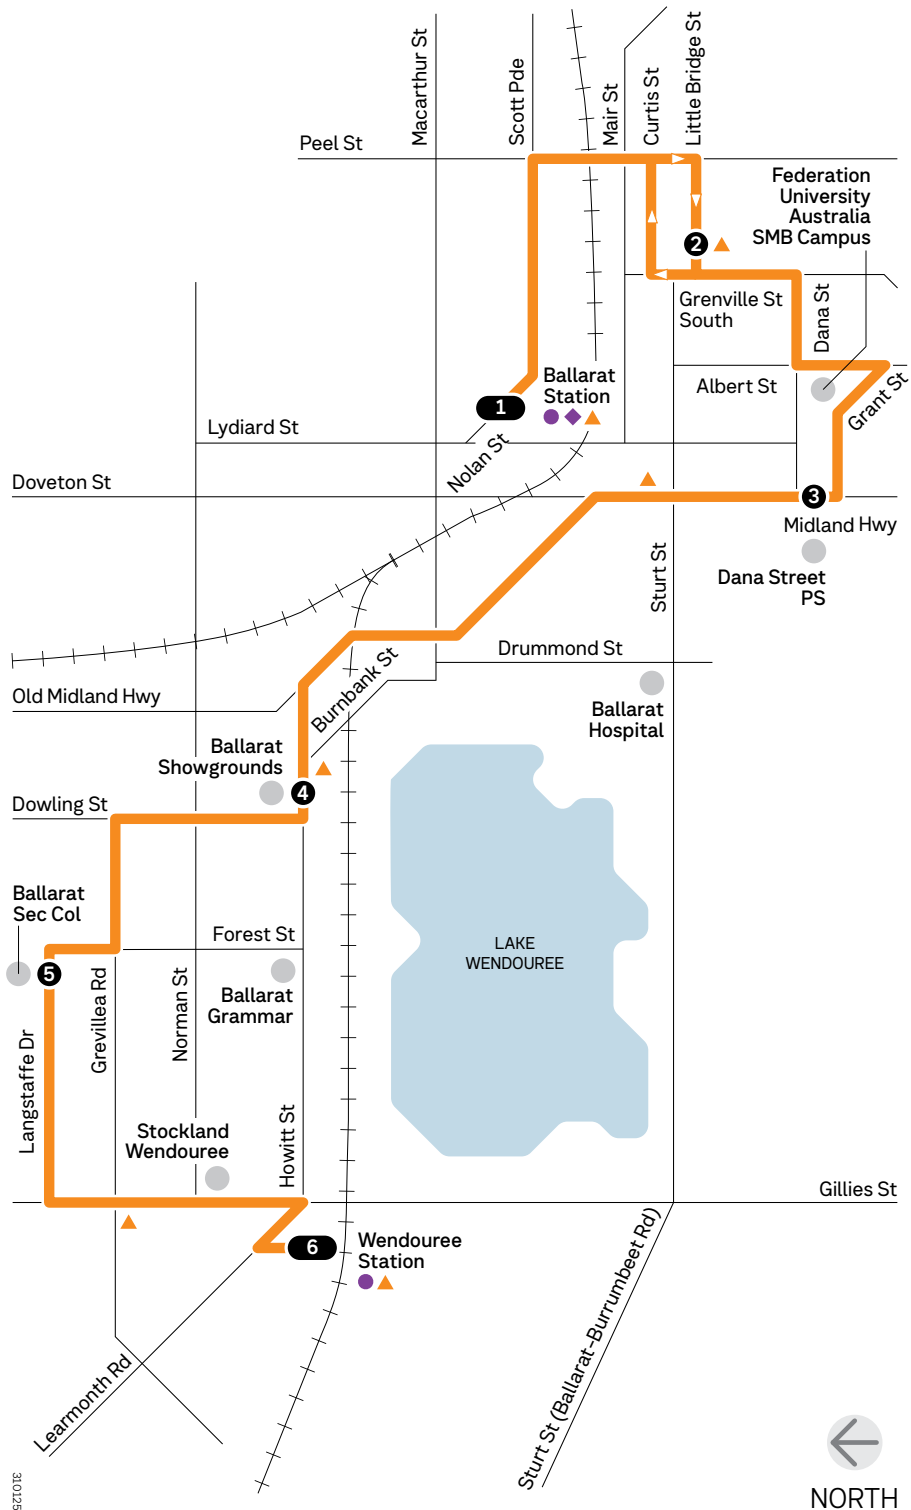 Macarthur St
Scott Pde
Mair St
Curtis St
Little Bridge St
Peel St
Federation
University
Australia
SMB Campus
2
Grenville St
South
Dana St
Ballarat
Station
1
Albert St
Grant St
Lydiard St
Nolan St
Doveton St
3
Midland Hwy
Sturt St
Dana Street
PS
Drummond St
Burnbank St
Old Midland Hwy
Ballarat
Hospital
Ballarat
Showgrounds
4
Dowling St
Ballarat
Sec Col
Forest St
LAKE
WENDOUREE
5
Ballarat
Grammar
Langstaffe Dr
Grevillea Rd
Norman St
Howitt St
Stockland
Wendouree
Gillies St
6
Wendouree
Station
Sturt St (Ballarat-Burrumbeet Rd)
Learmonth Rd
310125
NORTH